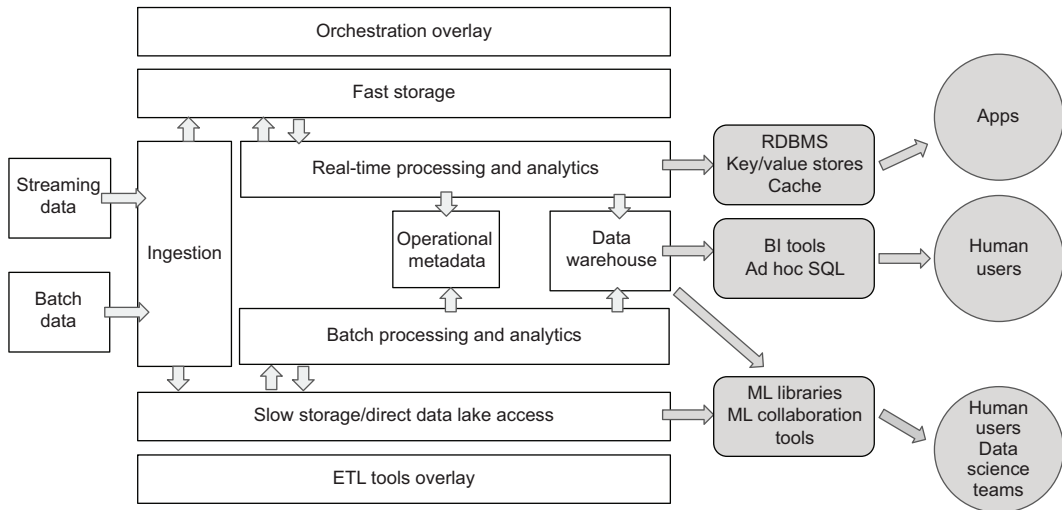 Orchestration overlay
Fast storage
Apps
RDBMS
Key/value stores
Cache
Real-time processing and analytics
Streaming
data
Ingestion
Operational
metadata
Data
warehouse
BI tools
Ad hoc SQL
Human
users
Batch
data
Batch processing and analytics
ML libraries
ML collaboration
tools
Slow storage/direct data lake access
Human
users
Data
science
teams
ETL tools overlay